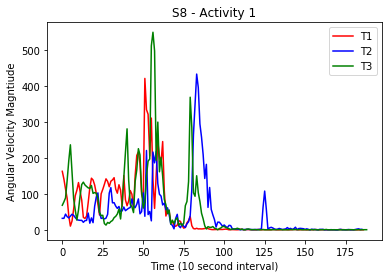 S8 - Activity 1
T1
T2
T3
Angular Velocity Magntiude
500
400
300
200
100
0
0 25 50 75 100 125 150 175
Time (10 second interval)